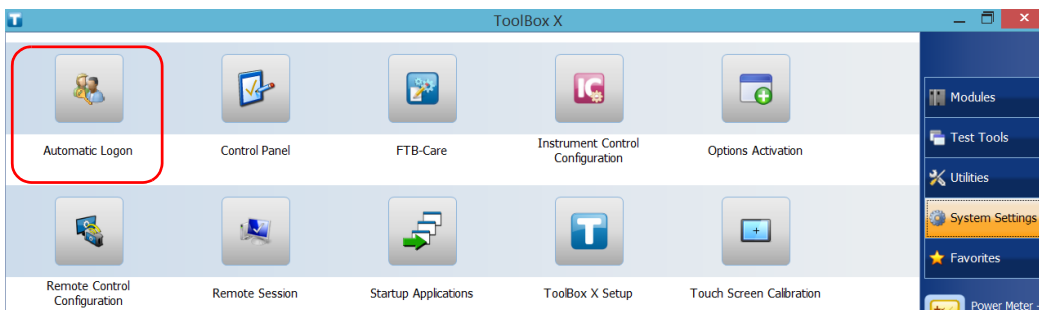 ToolBox X
Automatic Logon
Control Panel
FTB-Care
Instrument Control
Configuration
Options Activation
Remote Control
Configuration
Remote Session
Startup Applications
ToolBox X Setup
Touch Screen Calibration
Modules
Test Tools
Utilities
System Settings
Favorites
Power Meter -